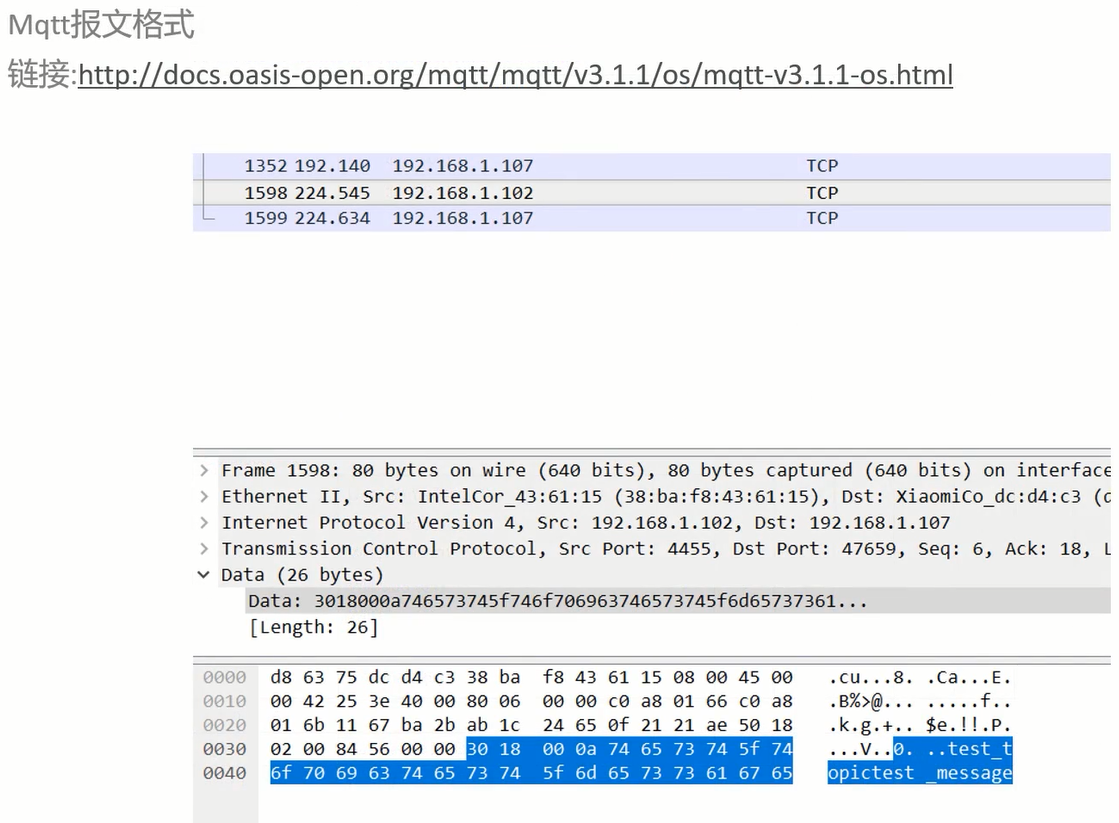 Mqtt报文格式
链接:http://docs.oasis-open.org/mqtt/mqtt/v3.1.1/os/mqtt-v3.1.1-os.html
1352 192.140 192.168.1.107 TCP
1598 224.545 192.168.1.102 TCP
1599 224.634 192.168.1.107 TCP
Frame 1598: 80 bytes on wire (640 bits), 80 bytes captured (640 bits) on interface
Ethernet II, Src: IntelCor_43:61:15 (38:ba:f8:43:61:15), Dst: XiaomiCo_dc:d4:c3 (d
Internet Protocol Version 4, Src: 192.168.1.102, Dst: 192.168.1.107
Transmission Control Protocol, Src Port: 4455, Dst Port: 47659, Seq: 6, Ack: 18, L
Data (26 bytes)
Data: 3018000a746573745f746f706963746573745f6d65737361...
[Length: 26]
0000 d8 63 75 dc d4 c3 38 ba f8 43 61 15 08 00 45 00 .cu...8. .Ca...E.
0010 00 42 25 3e 40 00 80 06 00 00 c0 a8 01 66 c0 a8 .B%>@... .....f..
0020 01 6b 11 67 ba 2b ab 1c 24 65 0f 21 21 ae 50 18 .k.g.+.. $e.!!.P.
0030 02 00 84 56 00 00 30 18 00 0a 74 65 73 74 5f 74 ...V..0. ..test_t
0040 6f 70 69 63 74 65 73 74 5f 6d 65 73 73 61 67 65 opictest _message